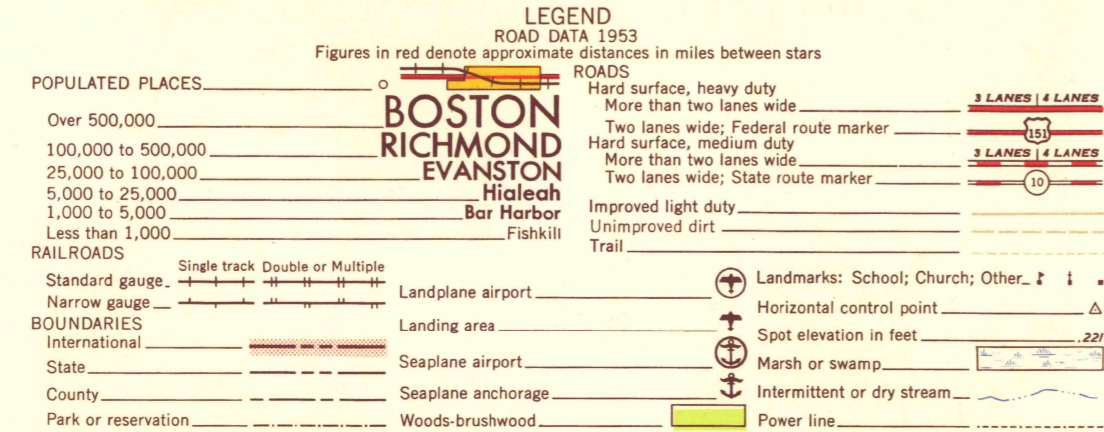 LEGEND
ROAD DATA 1953
Figures in red denote approximate distances in miles between stars
POPULATED PLACES
Over 500,000 BOSTON
100,000 to 500,000 RICHMOND
25,000 to 100,000 EVANSTON
5,000 to 25,000 Hialeah
1,000 to 5,000 Bar Harbor
Less than 1,000 Fishkill
ROADS
Hard surface, heavy duty
More than two lanes wide 3 LANES | 4 LANES
Two lanes wide; Federal route marker 151
Hard surface, medium duty
More than two lanes wide 3 LANES | 4 LANES
Two lanes wide; State route marker 10
Improved light duty
Unimproved dirt
Trail
RAILROADS
Single track Double or Multiple
Standard gauge
Narrow gauge
BOUNDARIES
International
State
County
Park or reservation
Landplane airport
Landing area
Seaplane airport
Seaplane anchorage
Woods-brushwood
Landmarks: School; Church; Other
Horizontal control point
Spot elevation in feet .221
Marsh or swamp
Intermittent or dry stream
Power line